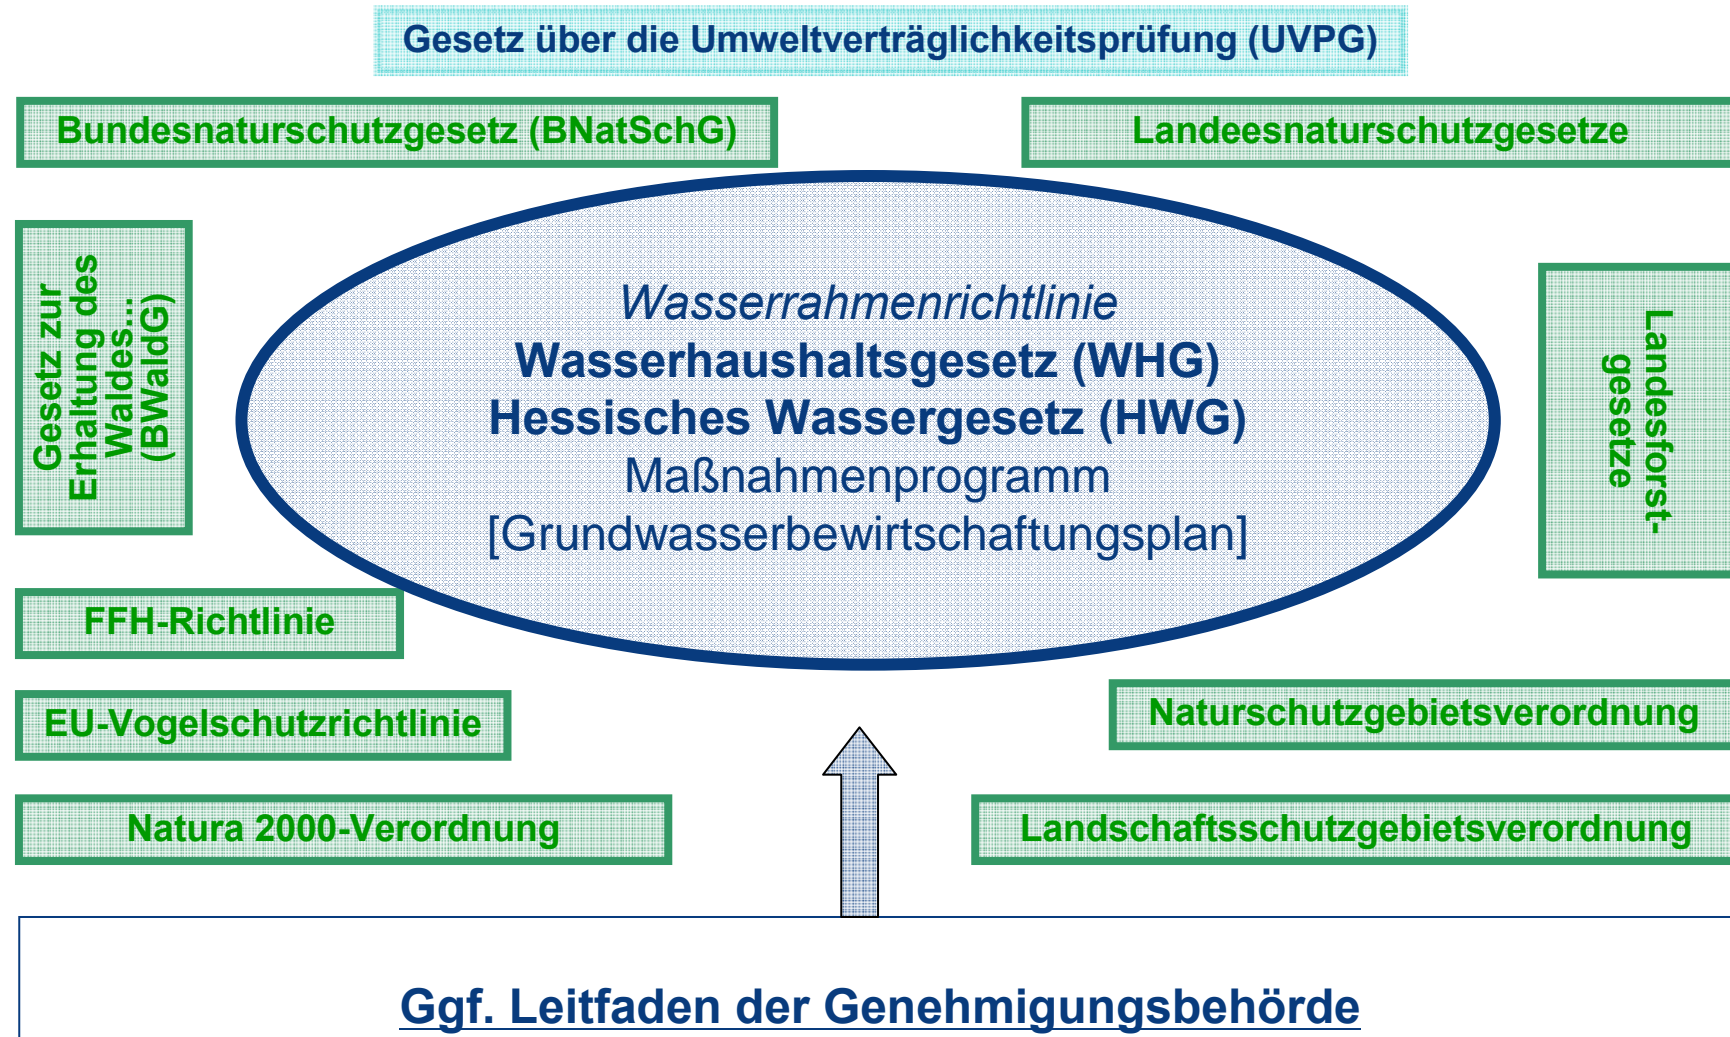 Gesetz über die Umweltverträglichkeitsprüfung (UVPG)
Bundesnaturschutzgesetz (BNatSchG)
Landeesnaturschutzgesetze
Gesetz zur
Erhaltung des
Waldes...
(BWaldG)
Wasserrahmenrichtlinie
Wasserhaushaltsgesetz (WHG)
Hessisches Wassergesetz (HWG)
Maßnahmenprogramm
[Grundwasserbewirtschaftungsplan]
Landesforst-
gesetze
FFH-Richtlinie
EU-Vogelschutzrichtlinie
Naturschutzgebietsverordnung
Natura 2000-Verordnung
Landschaftsschutzgebietsverordnung
Ggf. Leitfaden der Genehmigungsbehörde